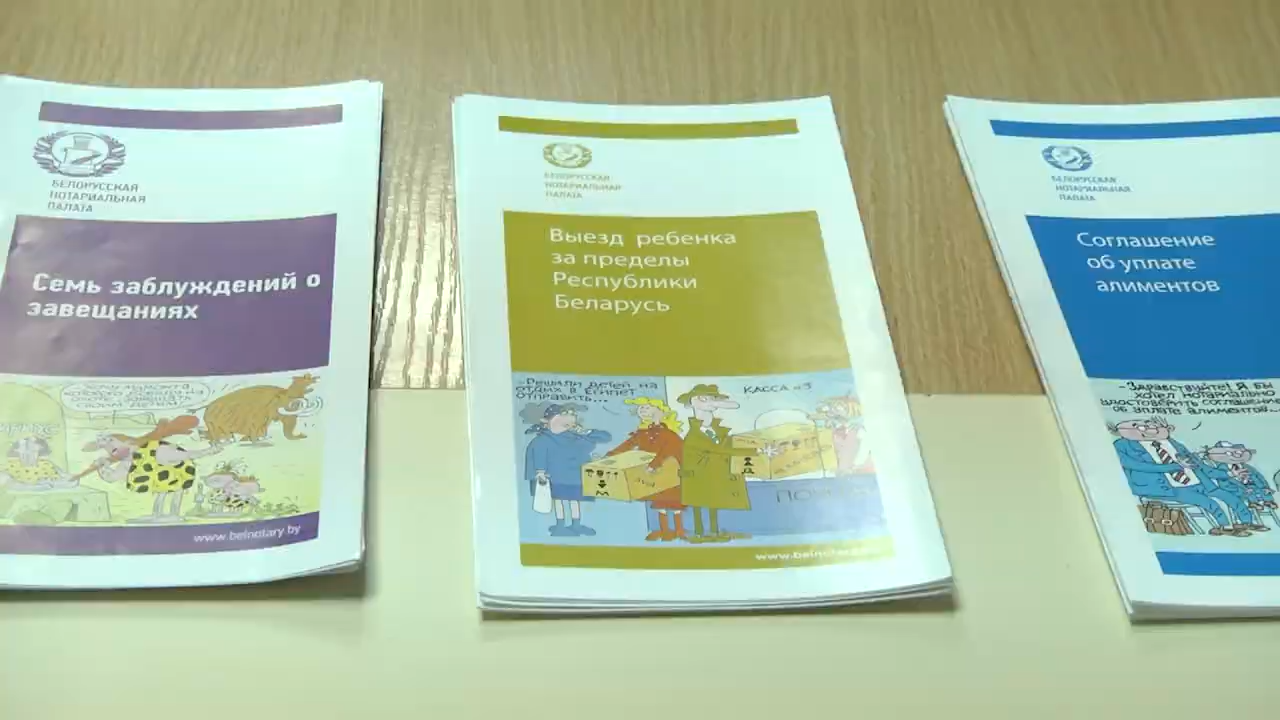 БЕЛОРУССКАЯ
НОТАРИАЛЬНАЯ
ПАЛАТА
Семь заблуждений о
завещаниях
www.belnotary.by
БЕЛОРУССКАЯ
НОТАРИАЛЬНАЯ
ПАЛАТА
Выезд ребенка
за пределы
Республики
Беларусь
-Решили детей на
отдых в Египет
отправить...
КАССА №3
www.belnotary
БЕЛОРУССКАЯ
НОТАРИАЛЬНАЯ
ПАЛАТА
Соглашение
об уплате
алиментов
-Здравствуйте! Я бы
хотел нотариально
удостоверить соглашение
об уплате алиментов...